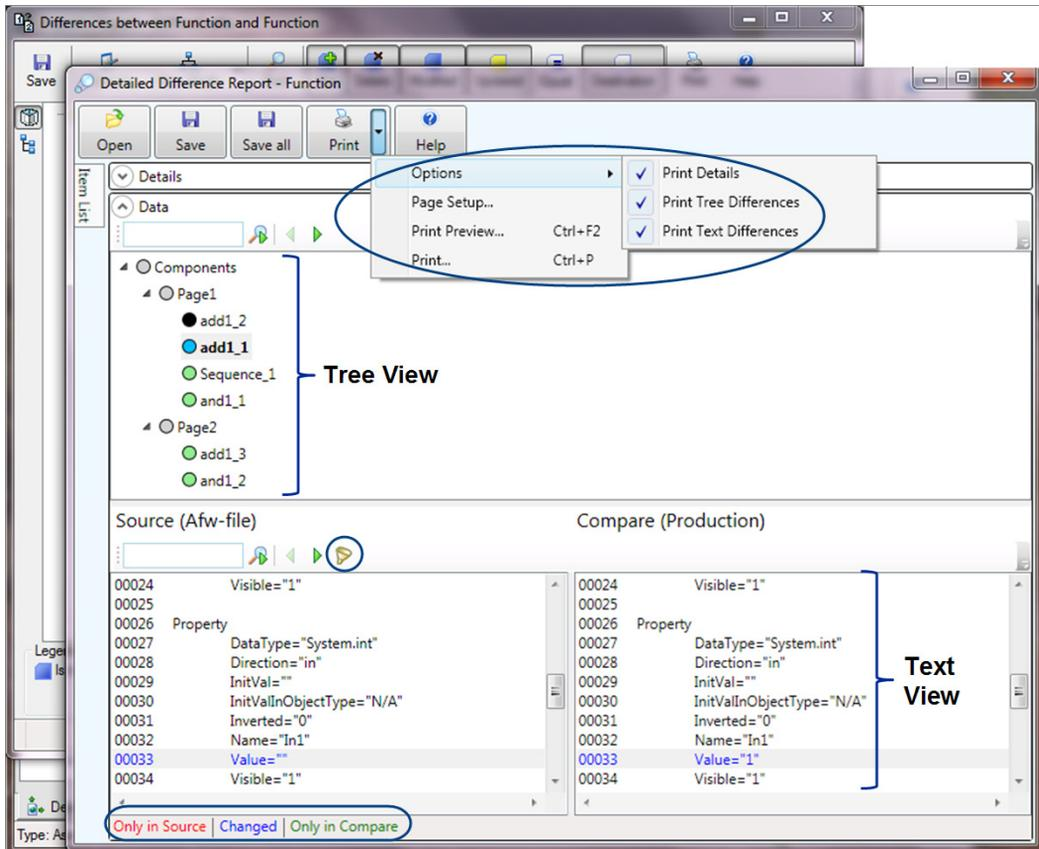 Differences between Function and Function
Save
Detailed Difference Report - Function
Open Save Save all Print Help
Options
Print Details
Page Setup...
Print Tree Differences
Print Preview... Ctrl+F2
Print Text Differences
Print... Ctrl+P
Item List
Details
Data
Components
Page1
add1_2
add1_1
Sequence_1
and1_1
Page2
add1_3
and1_2
Tree View
Source (Afw-file)
00024 Visible="1"
00025
00026 Property
00027 DataType="System.int"
00028 Direction="in"
00029 InitVal=""
00030 InitValInObjectType="N/A"
00031 Inverted="0"
00032 Name="In1"
00033 Value=""
00034 Visible="1"
Compare (Production)
00024 Visible="1"
00025
00026 Property
00027 DataType="System.int"
00028 Direction="in"
00029 InitVal=""
00030 InitValInObjectType="N/A"
00031 Inverted="0"
00032 Name="In1"
00033 Value="1"
00034 Visible="1"
Text
View
Only in Source | Changed | Only in Compare
Lege
Is
De
Type: As